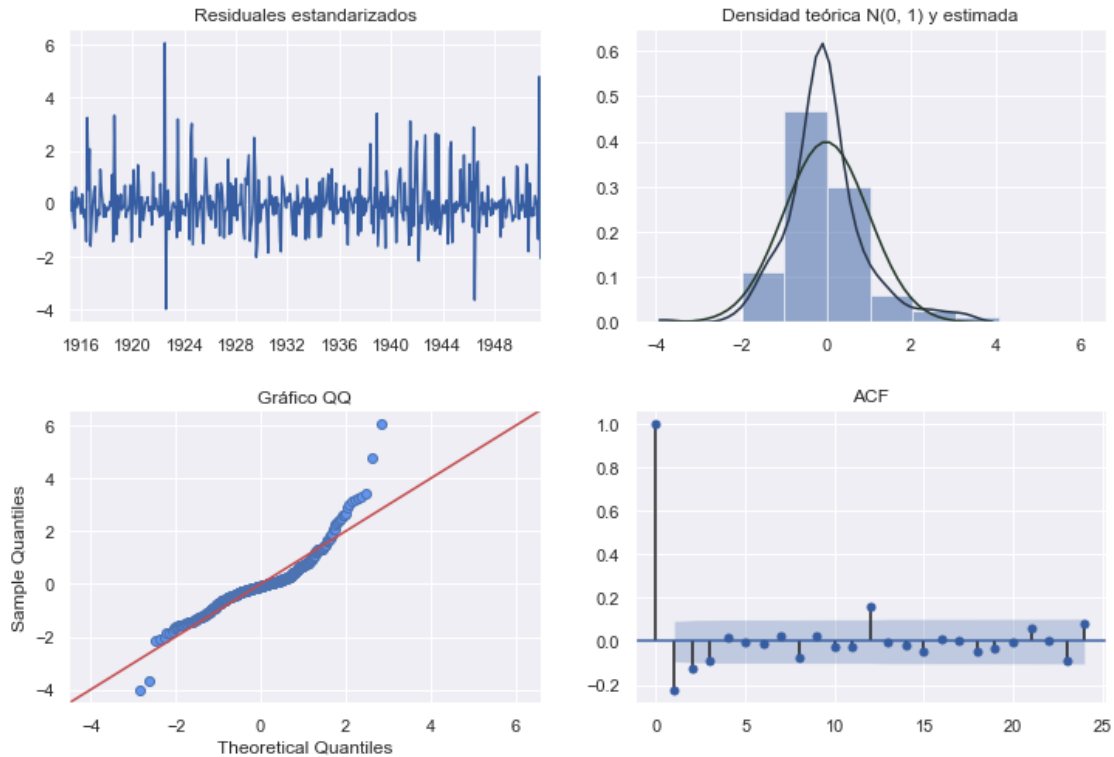 Residuales estandarizados
6
4
2
0
−2
−4
1916 1920 1924 1928 1932 1936 1940 1944 1948
Densidad teórica N(0, 1) y estimada
0.6
0.5
0.4
0.3
0.2
0.1
0.0
−4 −2 0 2 4 6
Gráfico QQ
Sample Quantiles
6
4
2
0
−2
−4
−4 −2 0 2 4 6
Theoretical Quantiles
ACF
1.0
0.8
0.6
0.4
0.2
0.0
−0.2
0 5 10 15 20 25